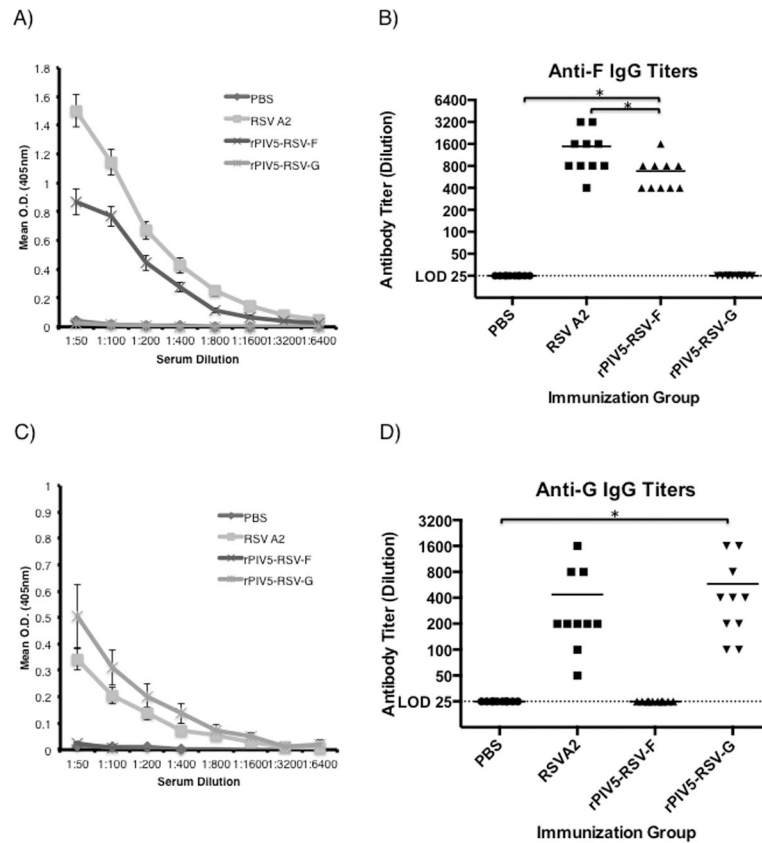 A)
1.8
1.6
1.4
1.2
1
0.8
0.6
0.4
0.2
0
Mean O.D. (405nm)
PBS
RSV A2
rPIV5-RSV-F
rPIV5-RSV-G
1:50 1:100 1:200 1:400 1:800 1:1600 1:3200 1:6400
Serum Dilution
B)
Anti-F IgG Titers
*
*
6400
3200
1600
800
400
200
100
50
LOD 25
Antibody Titer (Dilution)
PBS
RSV A2
rPIV5-RSV-F
rPIV5-RSV-G
Immunization Group
C)
1
0.9
0.8
0.7
0.6
0.5
0.4
0.3
0.2
0.1
0
Mean O.D. (405nm)
PBS
RSV A2
rPIV5-RSV-F
rPIV5-RSV-G
1:50 1:100 1:200 1:400 1:800 1:1600 1:3200 1:6400
Serum Dilution
D)
Anti-G IgG Titers
*
3200
1600
800
400
200
100
50
LOD 25
Antibody Titer (Dilution)
PBS
RSVA2
rPIV5-RSV-F
rPIV5-RSV-G
Immunization Group